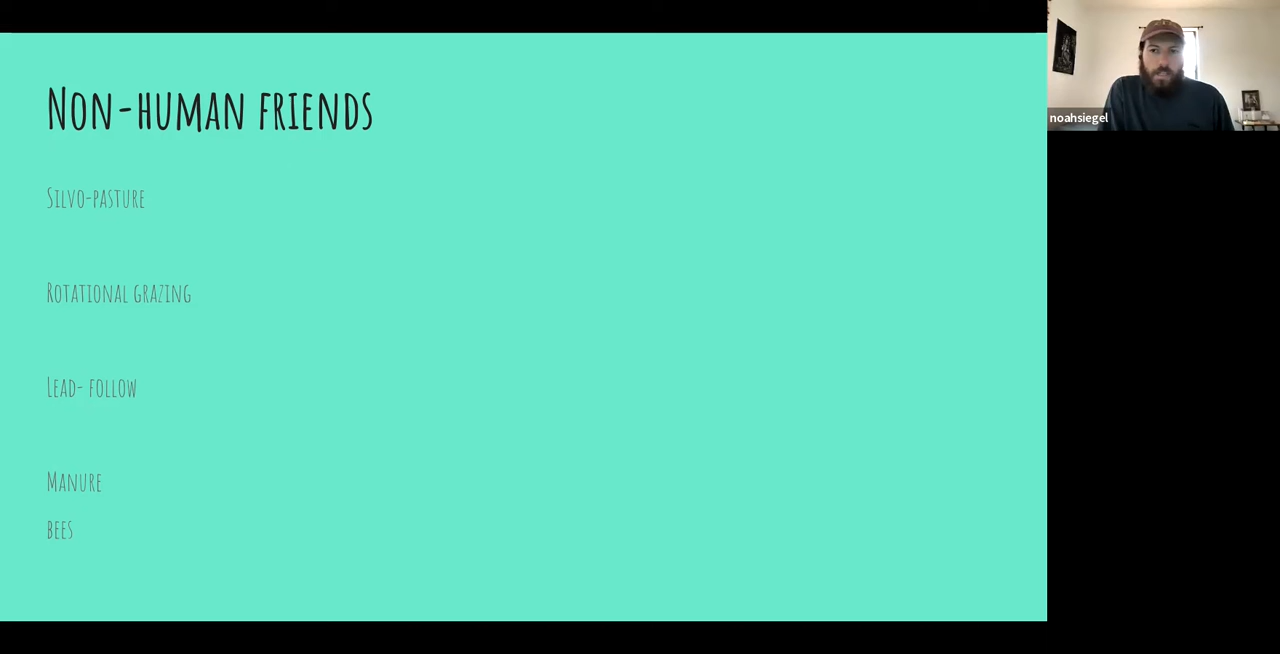 Non-human friends
Silvo-pasture
Rotational grazing
Lead- follow
Manure
Bees
noahsiegel